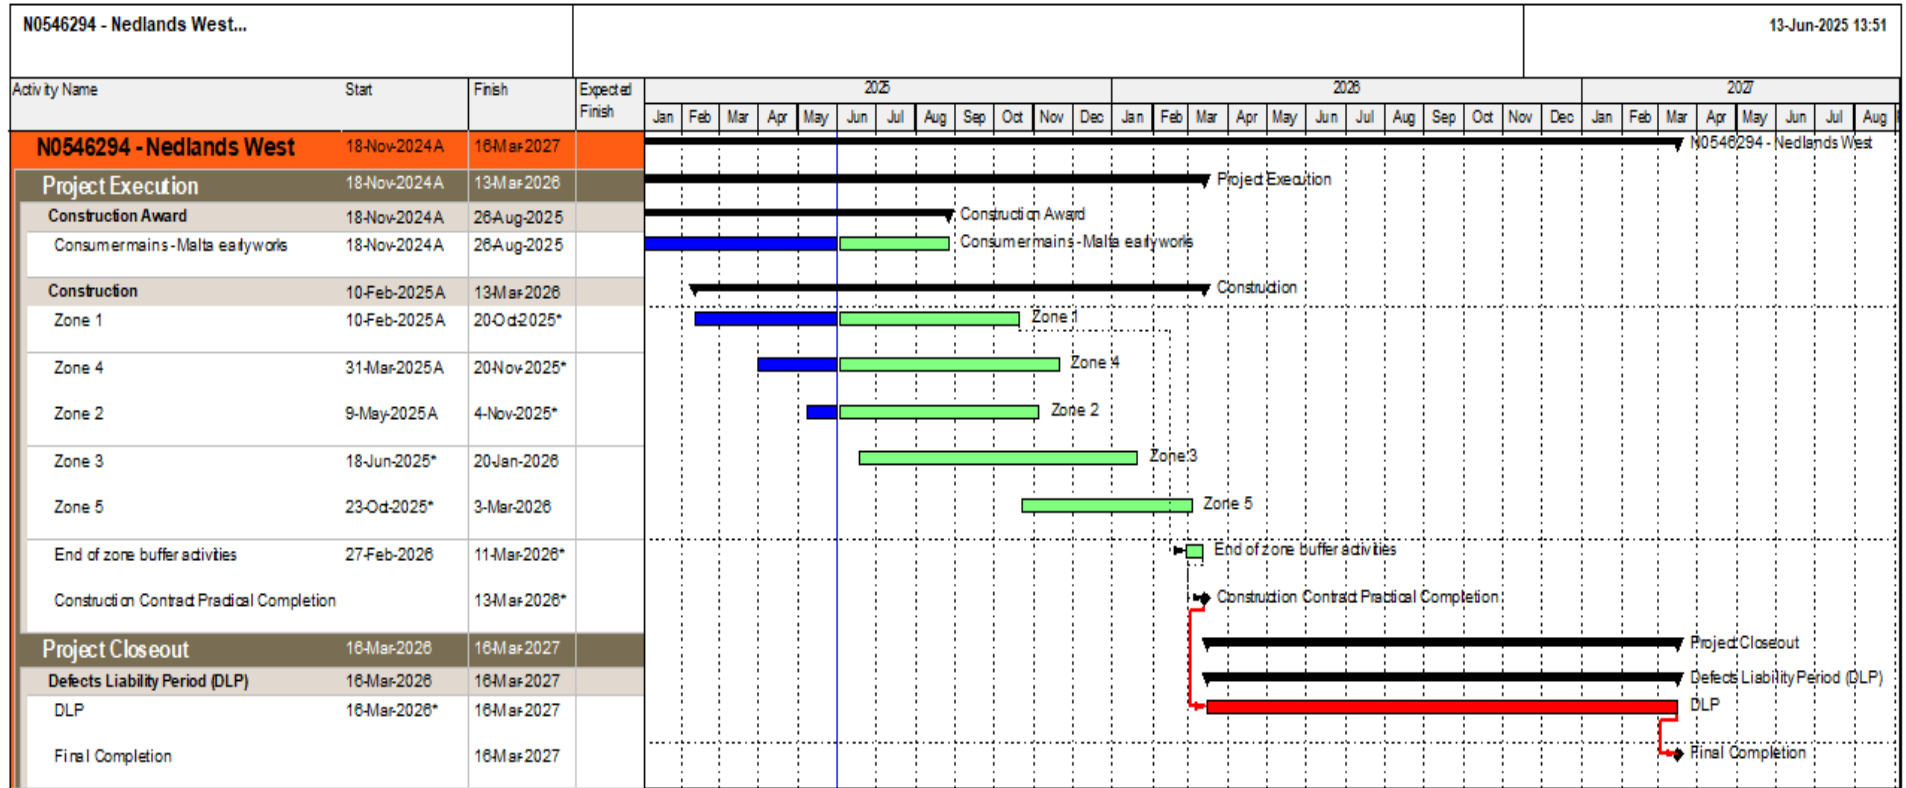 N0546294 - Nedlands West...
13-Jun-2025 13:51
Activity Name Start Finish Expected Finish
2025 2026 2027
Jan Feb Mar Apr May Jun Jul Aug Sep Oct Nov Dec Jan Feb Mar Apr May Jun Jul Aug Sep Oct Nov Dec Jan Feb Mar Apr May Jun Jul Aug
N0546294 - Nedlands West 18-Nov-2024 A 16-Mar-2027 N0546294 - Nedlands West
Project Execution 18-Nov-2024 A 13-Mar-2026 Project Execution
Construction Award 18-Nov-2024 A 26-Aug-2025 Construction Award
Consumermains - Malta earlyworks 18-Nov-2024 A 26-Aug-2025 Consumermains - Malta earlyworks
Construction 10-Feb-2025 A 13-Mar-2026 Construction
Zone 1 10-Feb-2025 A 20-Oct-2025* Zone 1
Zone 4 31-Mar-2025 A 20-Nov-2025* Zone 4
Zone 2 9-May-2025 A 4-Nov-2025* Zone 2
Zone 3 18-Jun-2025* 20-Jan-2026 Zone 3
Zone 5 23-Oct-2025* 3-Mar-2026 Zone 5
End of zone buffer activities 27-Feb-2026 11-Mar-2026* End of zone buffer activities
Construction Contract Practical Completion 13-Mar-2026* Construction Contract Practical Completion
Project Closeout 16-Mar-2026 16-Mar-2027 Project Closeout
Defects Liability Period (DLP) 16-Mar-2026 16-Mar-2027 Defects Liability Period (DLP)
DLP 16-Mar-2026* 16-Mar-2027 DLP
Final Completion 16-Mar-2027 Final Completion